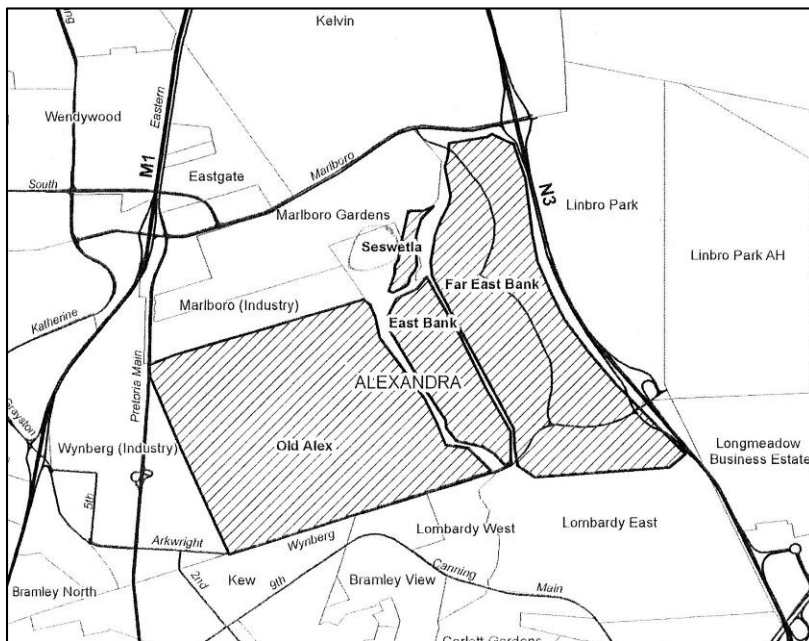 Kelvin
Wendywood
Eastern
M1
South
Eastgate
Marlboro
N3
Marlboro Gardens
Linbro Park
Seswetla
Linbro Park AH
Far East Bank
Marlboro (Industry)
East Bank
Katherine
Pretoria Main
ALEXANDRA
Grayston
Old Alex
Wynberg (Industry)
Longmeadow
Business Estate
5th
Lombardy West
Lombardy East
Arkwright
Wynberg
2nd
Kew
9th
Canning
Bramley View
Main
Bramley North